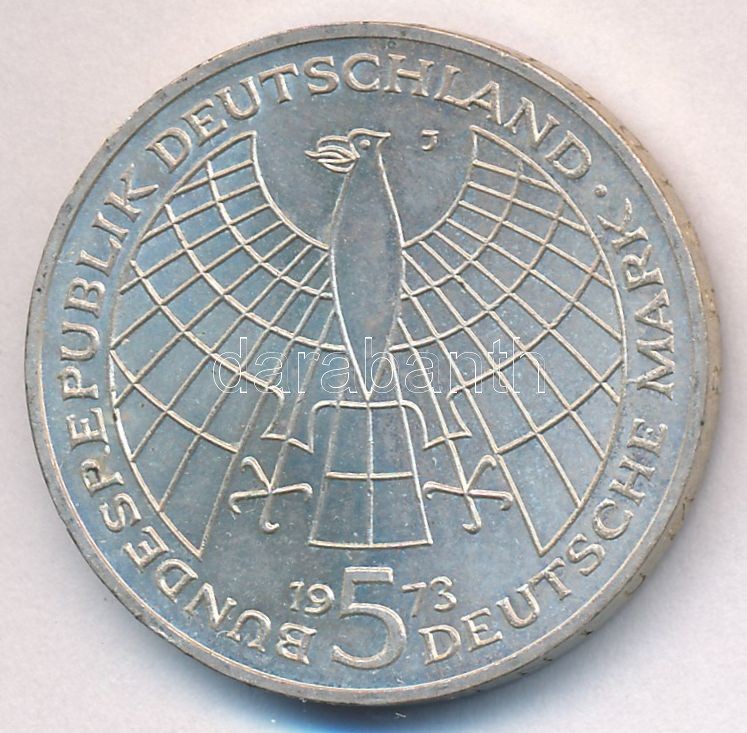 BUNDESREPUBLIK DEUTSCHLAND · DEUTSCHE MARK
J
darabanth
19 5 73